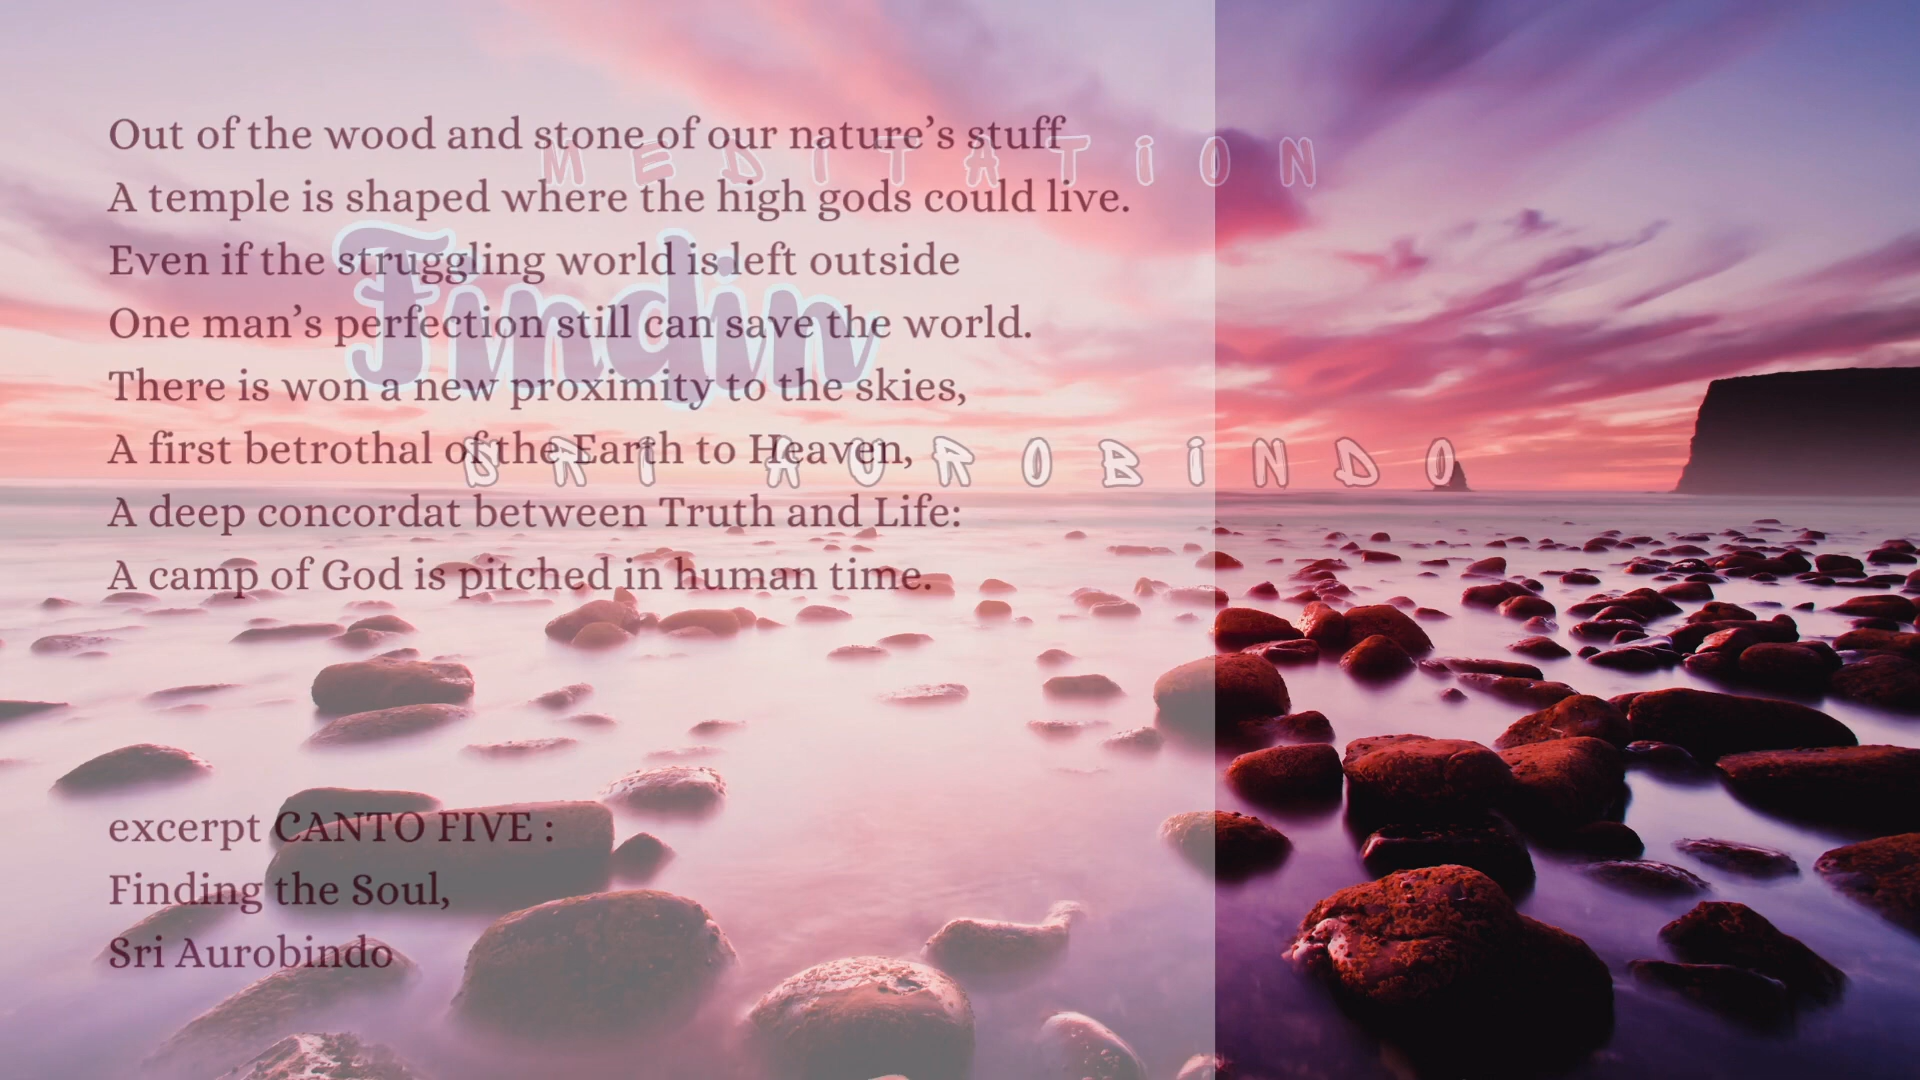 MEDITATION
Findin
SRI AUROBINDO
Out of the wood and stone of our nature’s stuff
A temple is shaped where the high gods could live.
Even if the struggling world is left outside
One man’s perfection still can save the world.
There is won a new proximity to the skies,
A first betrothal of the Earth to Heaven,
A deep concordat between Truth and Life:
A camp of God is pitched in human time.
excerpt CANTO FIVE :
Finding the Soul,
Sri Aurobindo